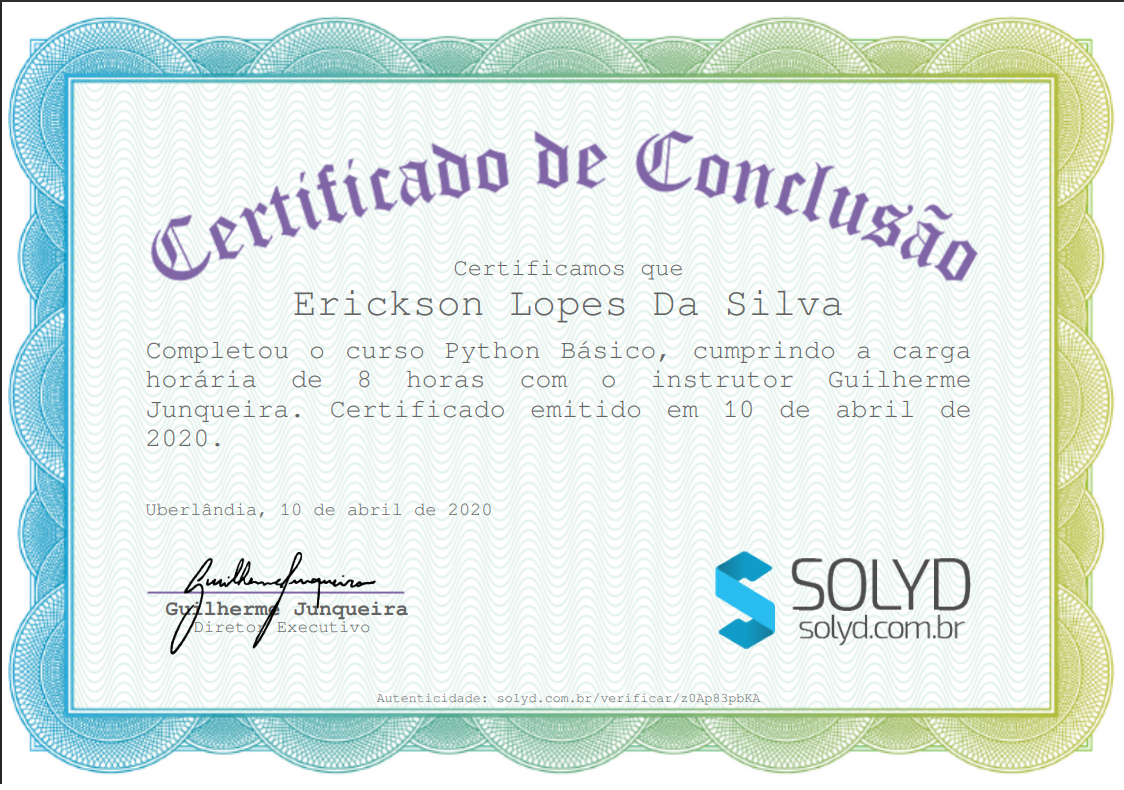 Certificado de Conclusão
Certificamos que
Erickson Lopes Da Silva
Completou o curso Python Básico, cumprindo a carga
horária de 8 horas com o instrutor Guilherme
Junqueira. Certificado emitido em 10 de abril de
2020.
Uberlândia, 10 de abril de 2020
Guilherme Junqueira
Guilherme Junqueira
Diretor Executivo
SOLYD
solyd.com.br
Autenticidade: solyd.com.br/verificar/z0Ap83pbKA